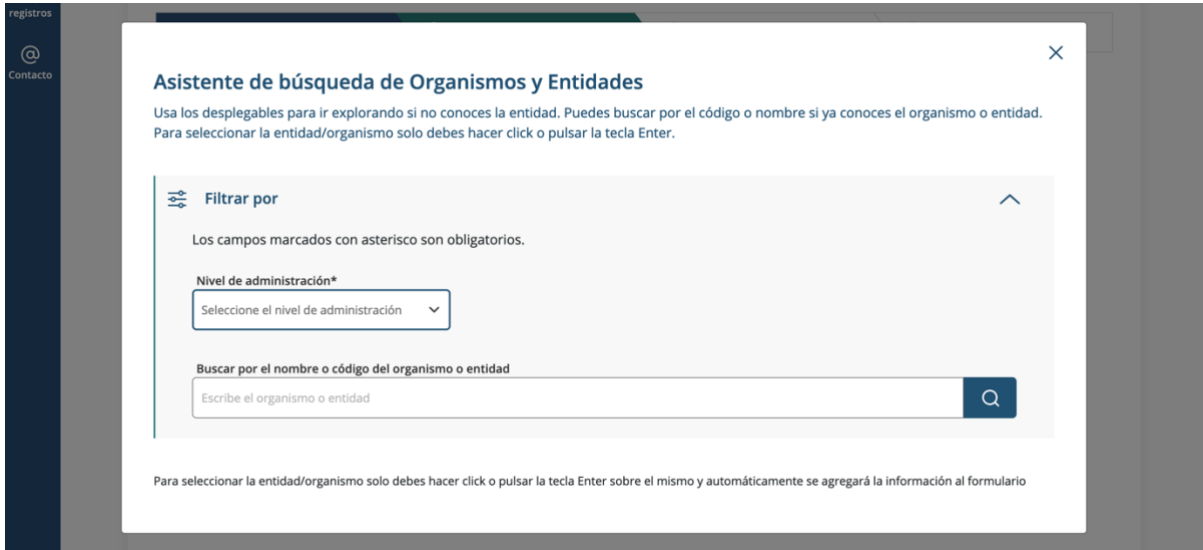 registros
@
Contacto
Asistente de búsqueda de Organismos y Entidades
Usa los desplegables para ir explorando si no conoces la entidad. Puedes buscar por el código o nombre si ya conoces el organismo o entidad.
Para seleccionar la entidad/organismo solo debes hacer click o pulsar la tecla Enter.
Filtrar por
Los campos marcados con asterisco son obligatorios.
Nivel de administración*
Seleccione el nivel de administración
Buscar por el nombre o código del organismo o entidad
Escribe el organismo o entidad
Para seleccionar la entidad/organismo solo debes hacer click o pulsar la tecla Enter sobre el mismo y automáticamente se agregará la información al formulario